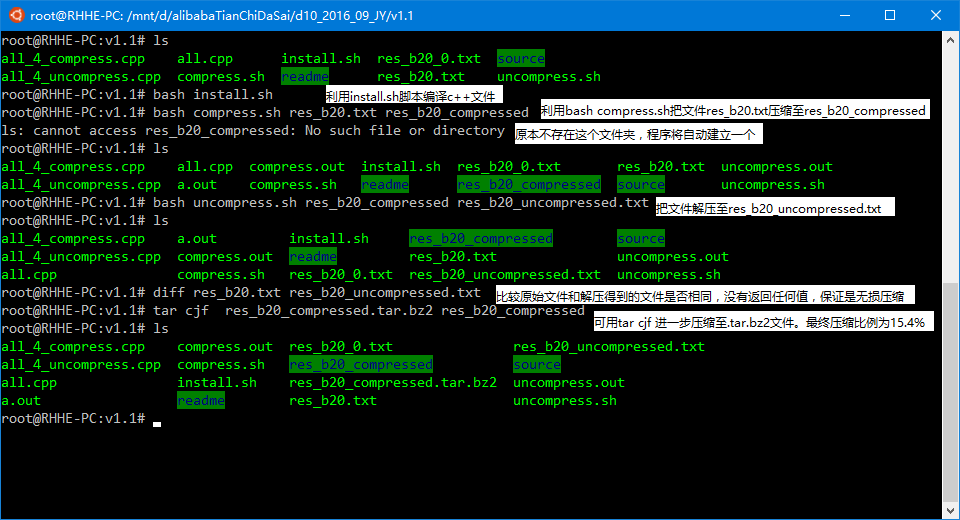 root@RHHE-PC: /mnt/d/alibabaTianChiDaSai/d10_2016_09_JY/v1.1
root@RHHE-PC:v1.1# ls
all_4_compress.cpp all.cpp install.sh res_b20_0.txt source
all_4_uncompress.cpp compress.sh readme res_b20.txt uncompress.sh
root@RHHE-PC:v1.1# bash install.sh 利用install.sh脚本编译c++文件
root@RHHE-PC:v1.1# bash compress.sh res_b20.txt res_b20_compressed 利用bash compress.sh把文件res_b20.txt压缩至res_b20_compressed
ls: cannot access res_b20_compressed: No such file or directory 原本不存在这个文件夹，程序将自动建立一个
root@RHHE-PC:v1.1# ls
all_4_compress.cpp all.cpp compress.out install.sh res_b20_0.txt res_b20.txt uncompress.out
all_4_uncompress.cpp a.out compress.sh readme res_b20_compressed source uncompress.sh
root@RHHE-PC:v1.1# bash uncompress.sh res_b20_compressed res_b20_uncompressed.txt 把文件解压至res_b20_uncompressed.txt
root@RHHE-PC:v1.1# ls
all_4_compress.cpp a.out install.sh res_b20_compressed source
all_4_uncompress.cpp compress.out readme res_b20.txt uncompress.out
all.cpp compress.sh res_b20_0.txt res_b20_uncompressed.txt uncompress.sh
root@RHHE-PC:v1.1# diff res_b20.txt res_b20_uncompressed.txt 比较原始文件和解压得到的文件是否相同，没有返回任何值，保证是无损压缩
root@RHHE-PC:v1.1# tar cjf  res_b20_compressed.tar.bz2 res_b20_compressed 可用tar cjf 进一步压缩至.tar.bz2文件。最终压缩比例为15.4%
root@RHHE-PC:v1.1# ls
all_4_compress.cpp compress.out res_b20_0.txt res_b20_uncompressed.txt
all_4_uncompress.cpp compress.sh res_b20_compressed source
all.cpp install.sh res_b20_compressed.tar.bz2 uncompress.out
a.out readme res_b20.txt uncompress.sh
root@RHHE-PC:v1.1#